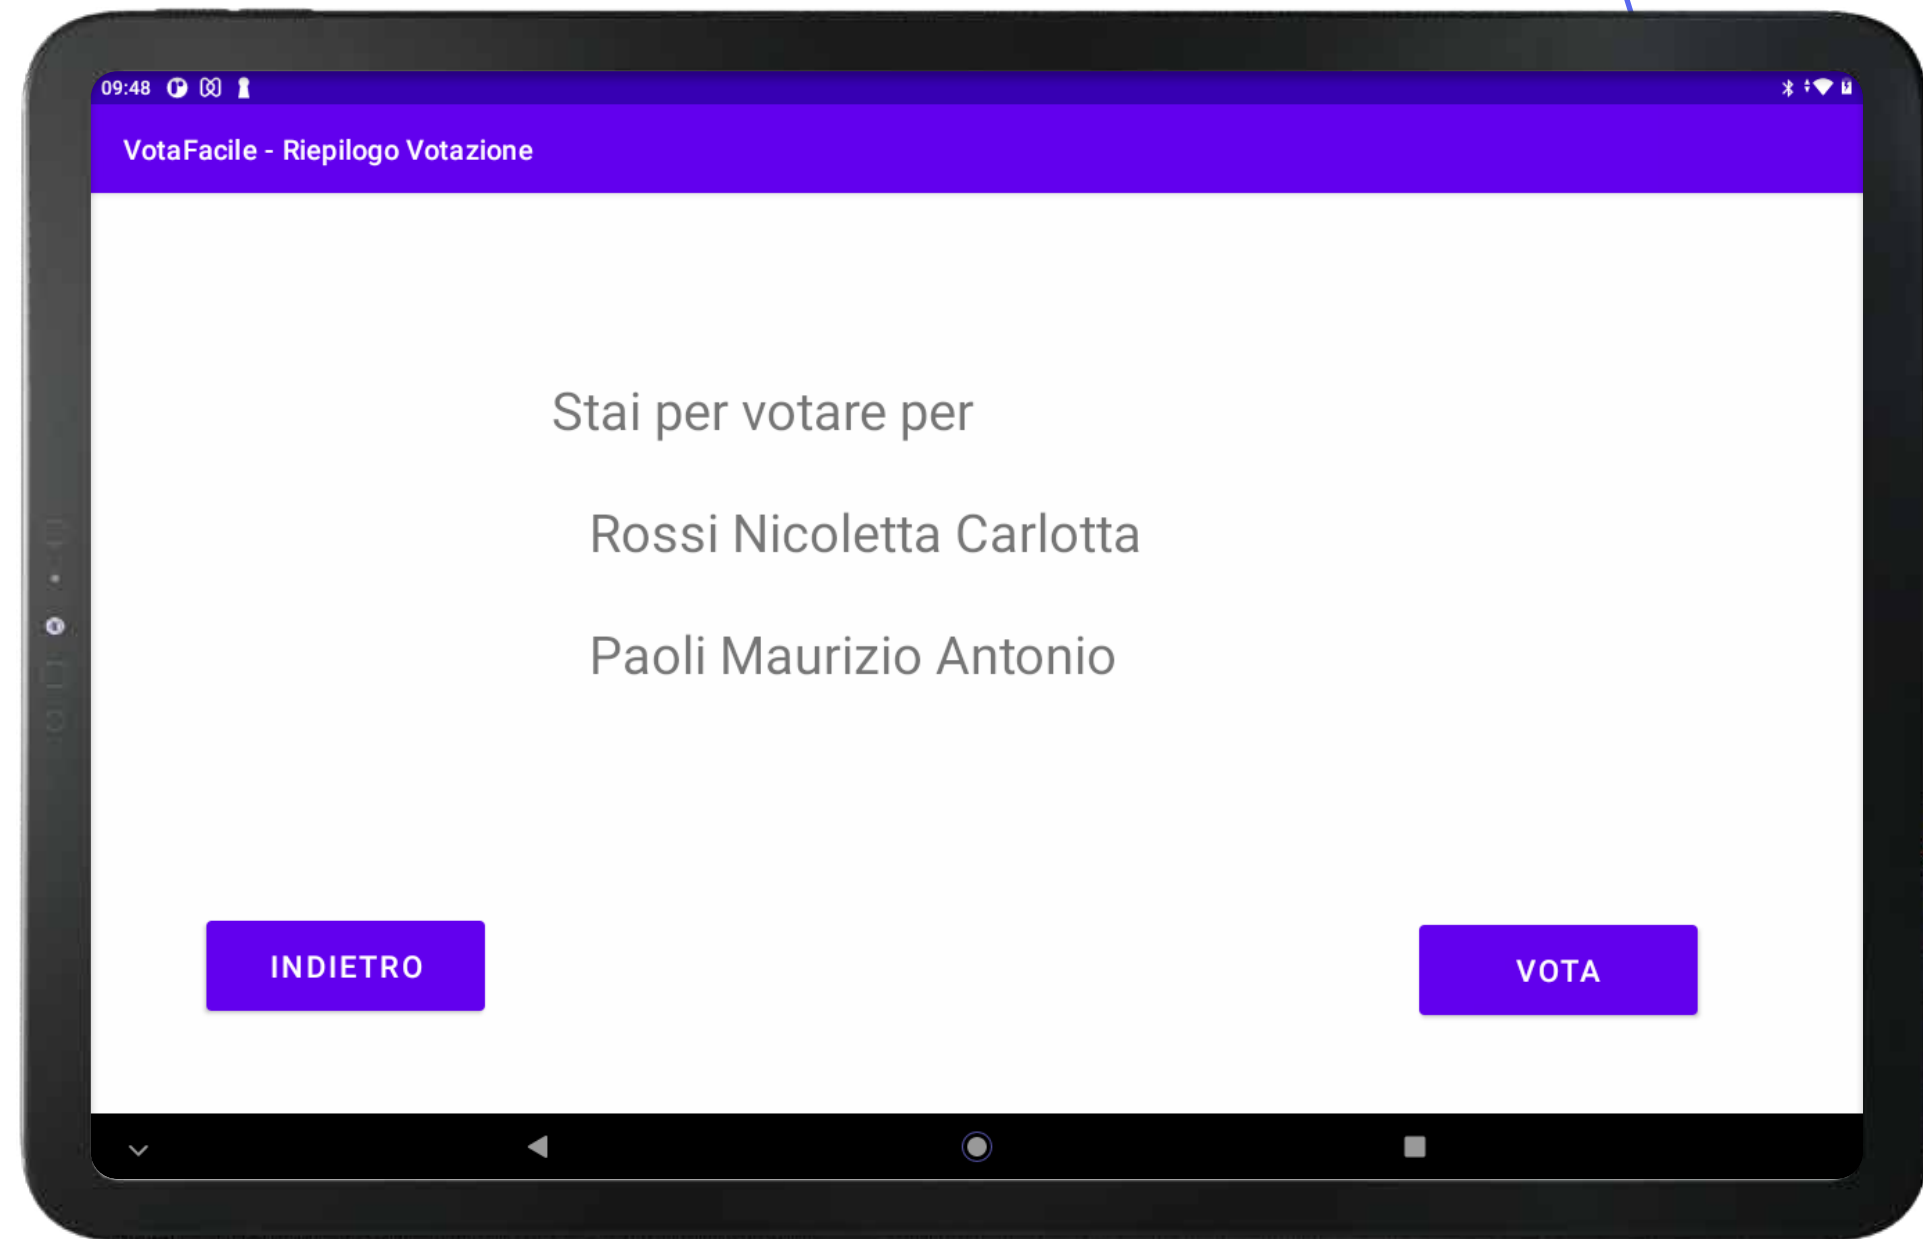 09:48
VotaFacile - Riepilogo Votazione
Stai per votare per
Rossi Nicoletta Carlotta
Paoli Maurizio Antonio
INDIETRO
VOTA